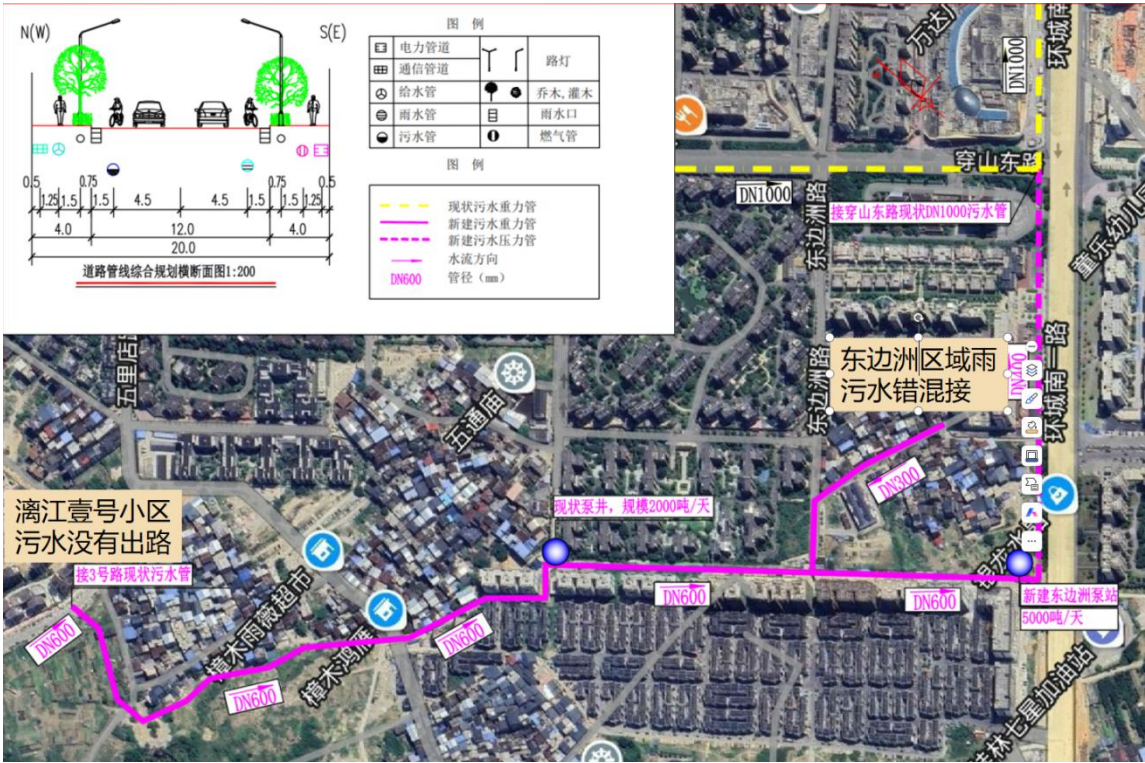 N(W)
S(E)
0.5
1.25
1.5
0.75
1.5
4.5
4.5
1.5
0.75
1.5
1.25
0.5
4.0
12.0
4.0
20.0
道路管线综合规划横断面图1:200
图 例
电力管道
通信管道
路灯
给水管
乔木,灌木
雨水管
雨水口
污水管
燃气管
图 例
现状污水重力管
新建污水重力管
新建污水压力管
水流方向
DN600
管径（mm）
万达
DN1000
环城南
穿山东路
DN1000
接穿山东路现状DN1000污水管
东边洲路
童乐幼儿
五里店路
五通庙
东边洲路
东边洲区域雨
污水错混接
DN400
环城南二路
DN300
现状泵井，规模2000吨/天
漓江壹号小区
污水没有出路
接3号路现状污水管
DN600
樟木雨薇超市
樟木鸿雁
DN600
DN600
DN600
DN600
新建东边洲泵站
5000吨/天
桂林七星加油站